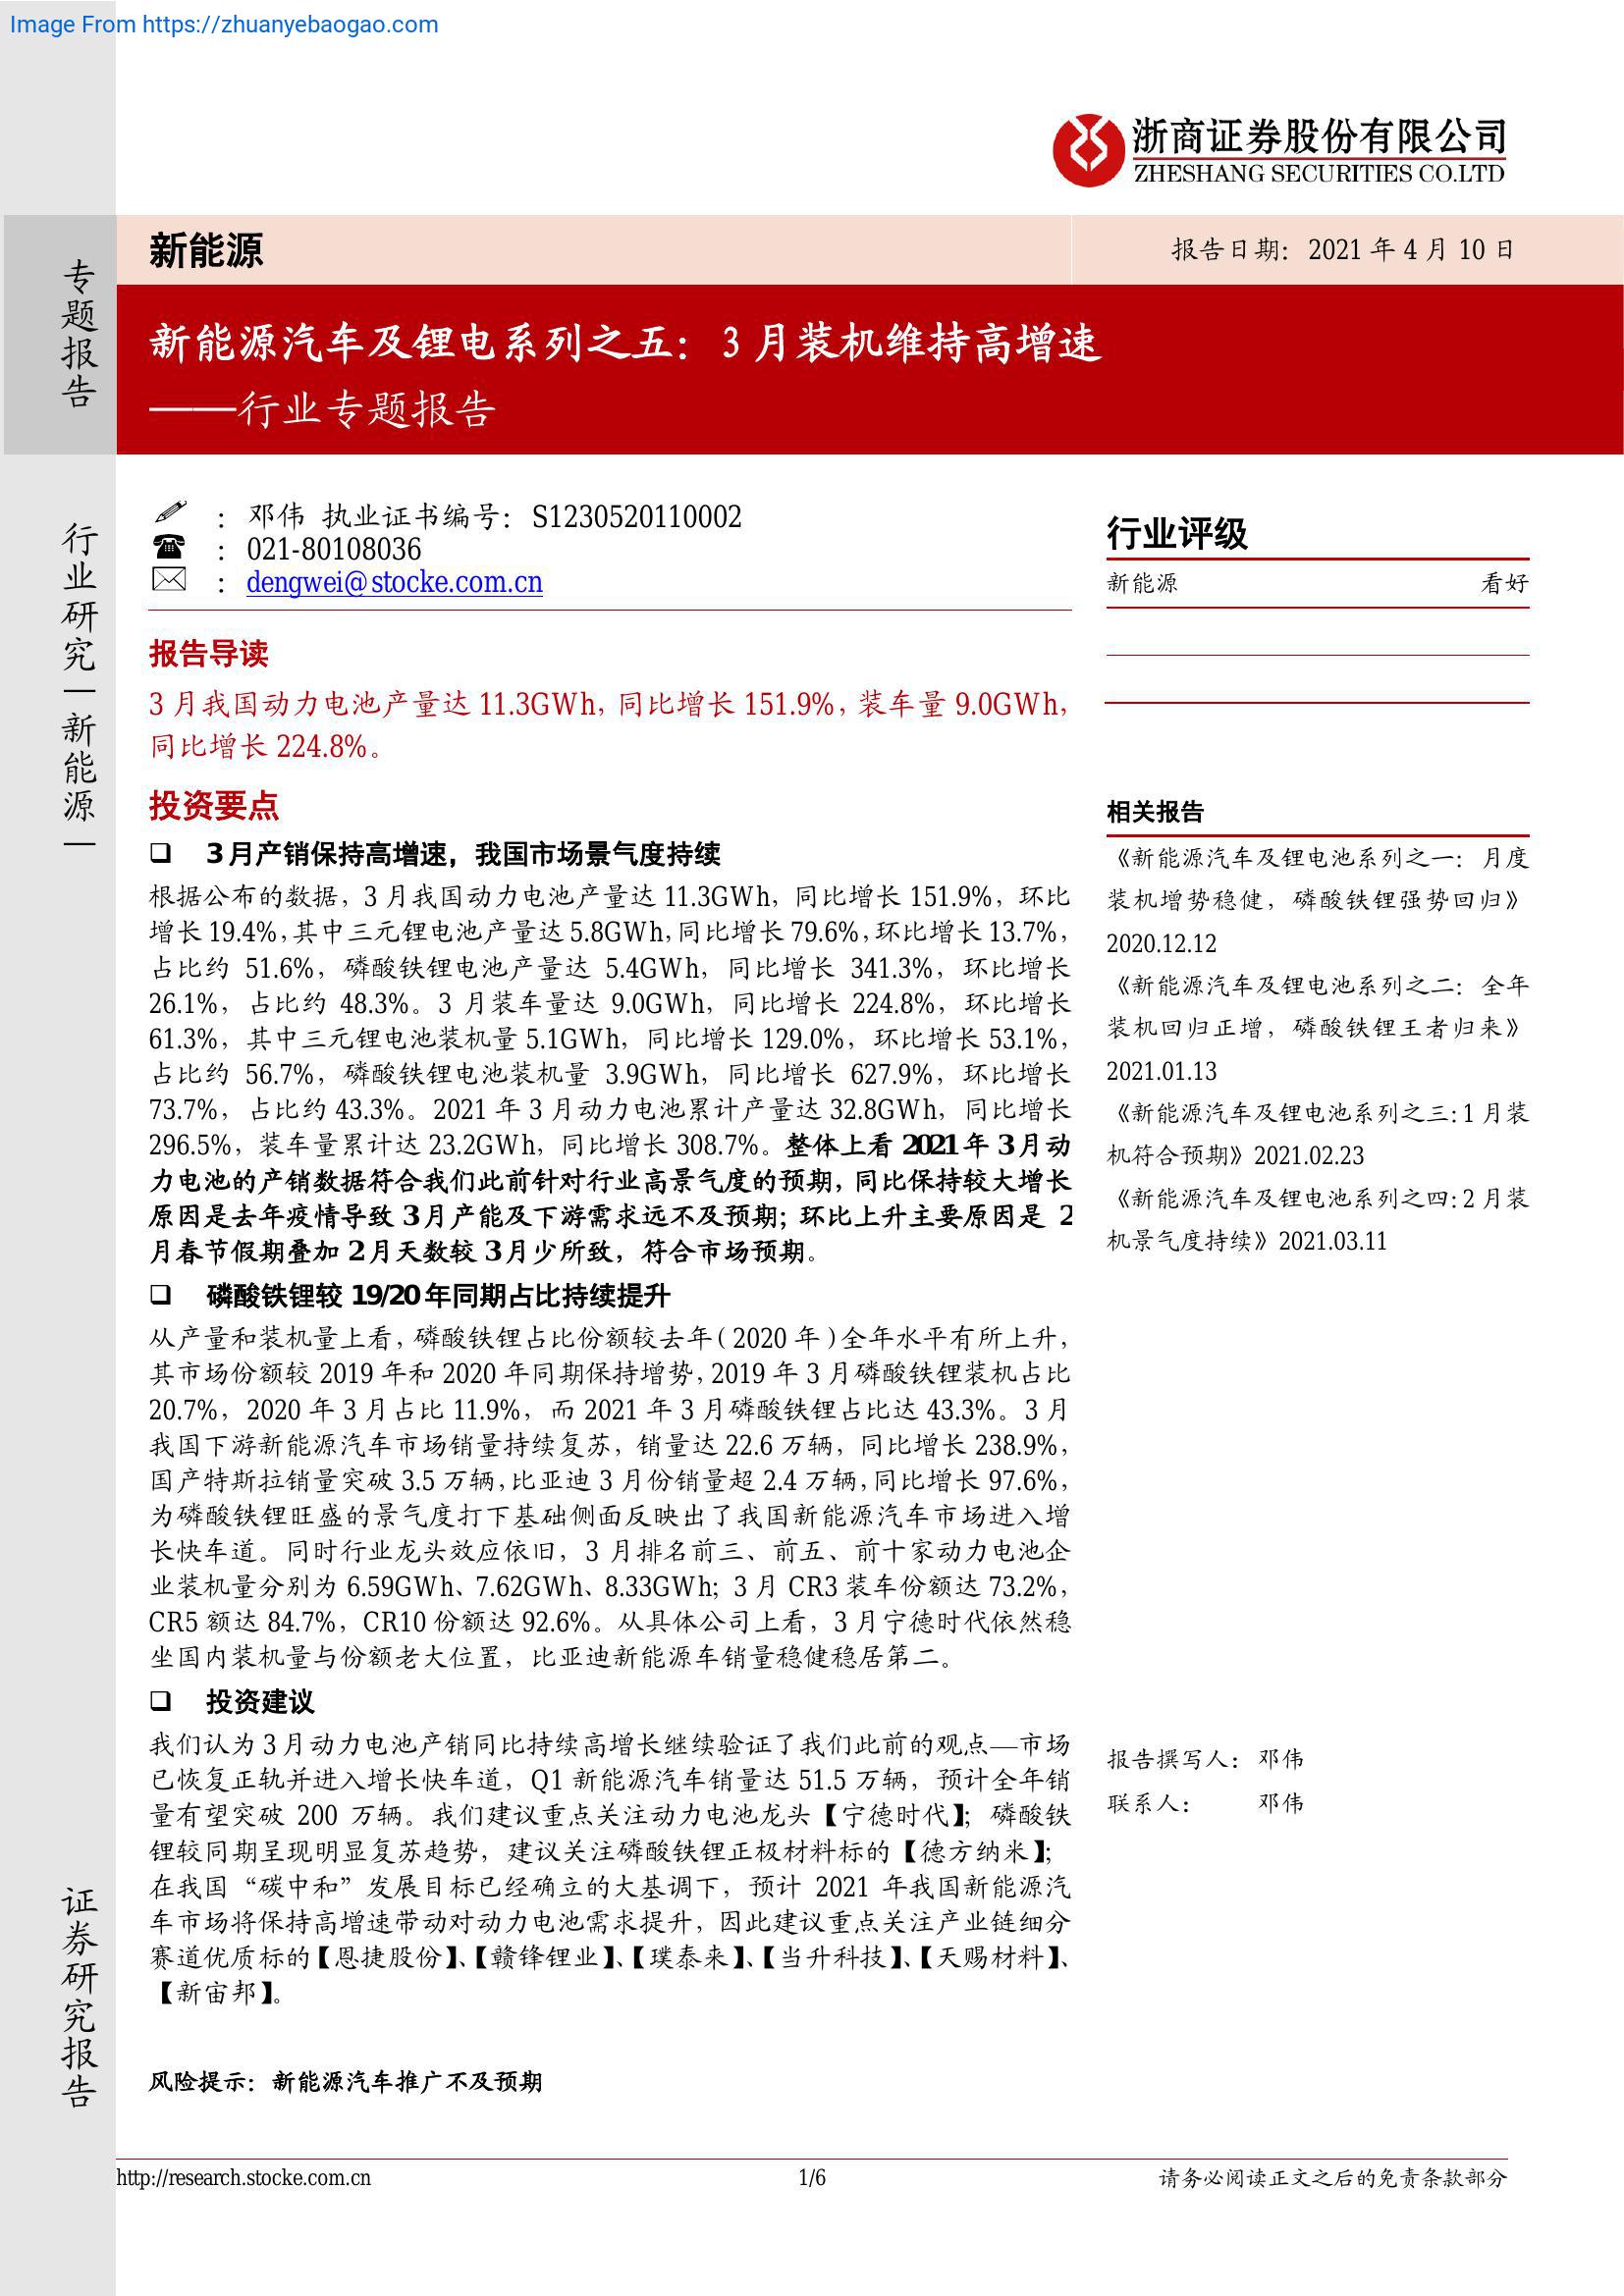 Image From https://zhuanyebaogao.com
浙商证券股份有限公司
ZHESHANG SECURITIES CO.LTD
专题报告
新能源
报告日期：2021 年 4 月 10 日
新能源汽车及锂电系列之五：3 月装机维持高增速
——行业专题报告
行业研究
｜
新能源
｜
：邓伟 执业证书编号：S1230520110002
：021-80108036
：dengwei@stocke.com.cn
报告导读
3 月我国动力电池产量达 11.3GWh，同比增长 151.9%，装车量 9.0GWh，
同比增长 224.8%。
投资要点
❑ 3 月产销保持高增速，我国市场景气度持续
根据公布的数据，3 月我国动力电池产量达 11.3GWh，同比增长 151.9%，环比
增长 19.4%，其中三元锂电池产量达 5.8GWh，同比增长 79.6%，环比增长 13.7%，
占比约 51.6%，磷酸铁锂电池产量达 5.4GWh，同比增长 341.3%，环比增长
26.1%，占比约 48.3%。3 月装车量达 9.0GWh，同比增长 224.8%，环比增长
61.3%，其中三元锂电池装机量 5.1GWh，同比增长 129.0%，环比增长 53.1%，
占比约 56.7%，磷酸铁锂电池装机量 3.9GWh，同比增长 627.9%，环比增长
73.7%，占比约 43.3%。2021 年 3 月动力电池累计产量达 32.8GWh，同比增长
296.5%，装车量累计达 23.2GWh，同比增长 308.7%。整体上看 2021 年 3 月动
力电池的产销数据符合我们此前针对行业高景气度的预期，同比保持较大增长
原因是去年疫情导致 3 月产能及下游需求远不及预期；环比上升主要原因是 2
月春节假期叠加 2 月天数较 3 月少所致，符合市场预期。
❑ 磷酸铁锂较 19/20 年同期占比持续提升
从产量和装机量上看，磷酸铁锂占比份额较去年（2020 年）全年水平有所上升，
其市场份额较 2019 年和 2020 年同期保持增势，2019 年 3 月磷酸铁锂装机占比
20.7%，2020 年 3 月占比 11.9%，而 2021 年 3 月磷酸铁锂占比达 43.3%。3 月
我国下游新能源汽车市场销量持续复苏，销量达 22.6 万辆，同比增长 238.9%，
国产特斯拉销量突破 3.5 万辆，比亚迪 3 月份销量超 2.4 万辆，同比增长 97.6%，
为磷酸铁锂旺盛的景气度打下基础侧面反映出了我国新能源汽车市场进入增
长快车道。同时行业龙头效应依旧，3 月排名前三、前五、前十家动力电池企
业装机量分别为 6.59GWh、7.62GWh、8.33GWh；3 月 CR3 装车份额达 73.2%，
CR5 额达 84.7%，CR10 份额达 92.6%。从具体公司上看，3 月宁德时代依然稳
坐国内装机量与份额老大位置，比亚迪新能源车销量稳健稳居第二。
❑ 投资建议
我们认为 3 月动力电池产销同比持续高增长继续验证了我们此前的观点—市场
已恢复正轨并进入增长快车道，Q1 新能源汽车销量达 51.5 万辆，预计全年销
量有望突破 200 万辆。我们建议重点关注动力电池龙头【宁德时代】；磷酸铁
锂较同期呈现明显复苏趋势，建议关注磷酸铁锂正极材料标的【德方纳米】；
在我国“碳中和”发展目标已经确立的大基调下，预计 2021 年我国新能源汽
车市场将保持高增速带动对动力电池需求提升，因此建议重点关注产业链细分
赛道优质标的【恩捷股份】、【赣锋锂业】、【璞泰来】、【当升科技】、【天赐材料】、
【新宙邦】。
风险提示：新能源汽车推广不及预期
行业评级
新能源 看好
相关报告
《新能源汽车及锂电池系列之一：月度
装机增势稳健，磷酸铁锂强势回归》
2020.12.12
《新能源汽车及锂电池系列之二：全年
装机回归正增，磷酸铁锂王者归来》
2021.01.13
《新能源汽车及锂电池系列之三:1 月装
机符合预期》2021.02.23
《新能源汽车及锂电池系列之四:2 月装
机景气度持续》2021.03.11
报告撰写人：邓伟
联系人：邓伟
证券研究报告
http://research.stocke.com.cn
1/6
请务必阅读正文之后的免责条款部分